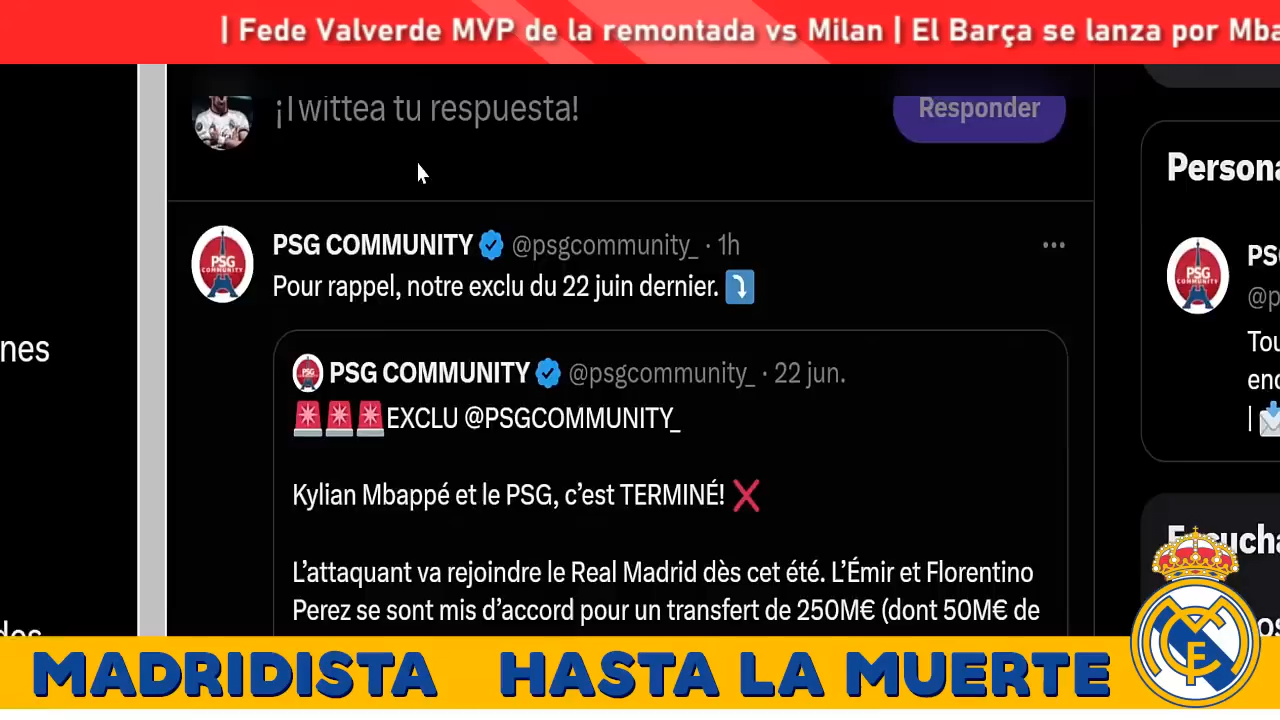 | Fede Valverde MVP de la remontada vs Milan | El Barça se lanza por Mba
¡Twittea tu respuesta!
Responder
PSG COMMUNITY @psgcommunity_ · 1h
Pour rappel, notre exclu du 22 juin dernier.
PSG COMMUNITY @psgcommunity_ · 22 jun.
EXCLU @PSGCOMMUNITY_
Kylian Mbappé et le PSG, c’est TERMINÉ!
L’attaquant va rejoindre le Real Madrid dès cet été. L’Émir et Florentino
Perez se sont mis d’accord pour un transfert de 250M€ (dont 50M€ de
nes
Persona
PSG
COMMUNITY
PS
@p
Tou
enc
|
MADRIDISTA HASTA LA MUERTE